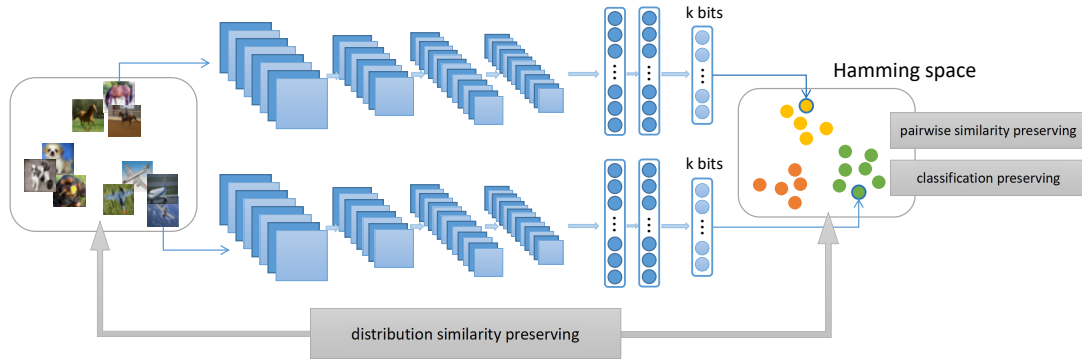 k bits
Hamming space
pairwise similarity preserving
k bits
classification preserving
distribution similarity preserving